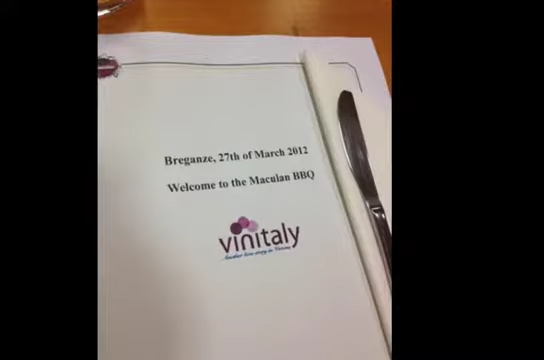 Breganze, 27th of March 2012
Welcome to the Maculan BBQ
vinitaly